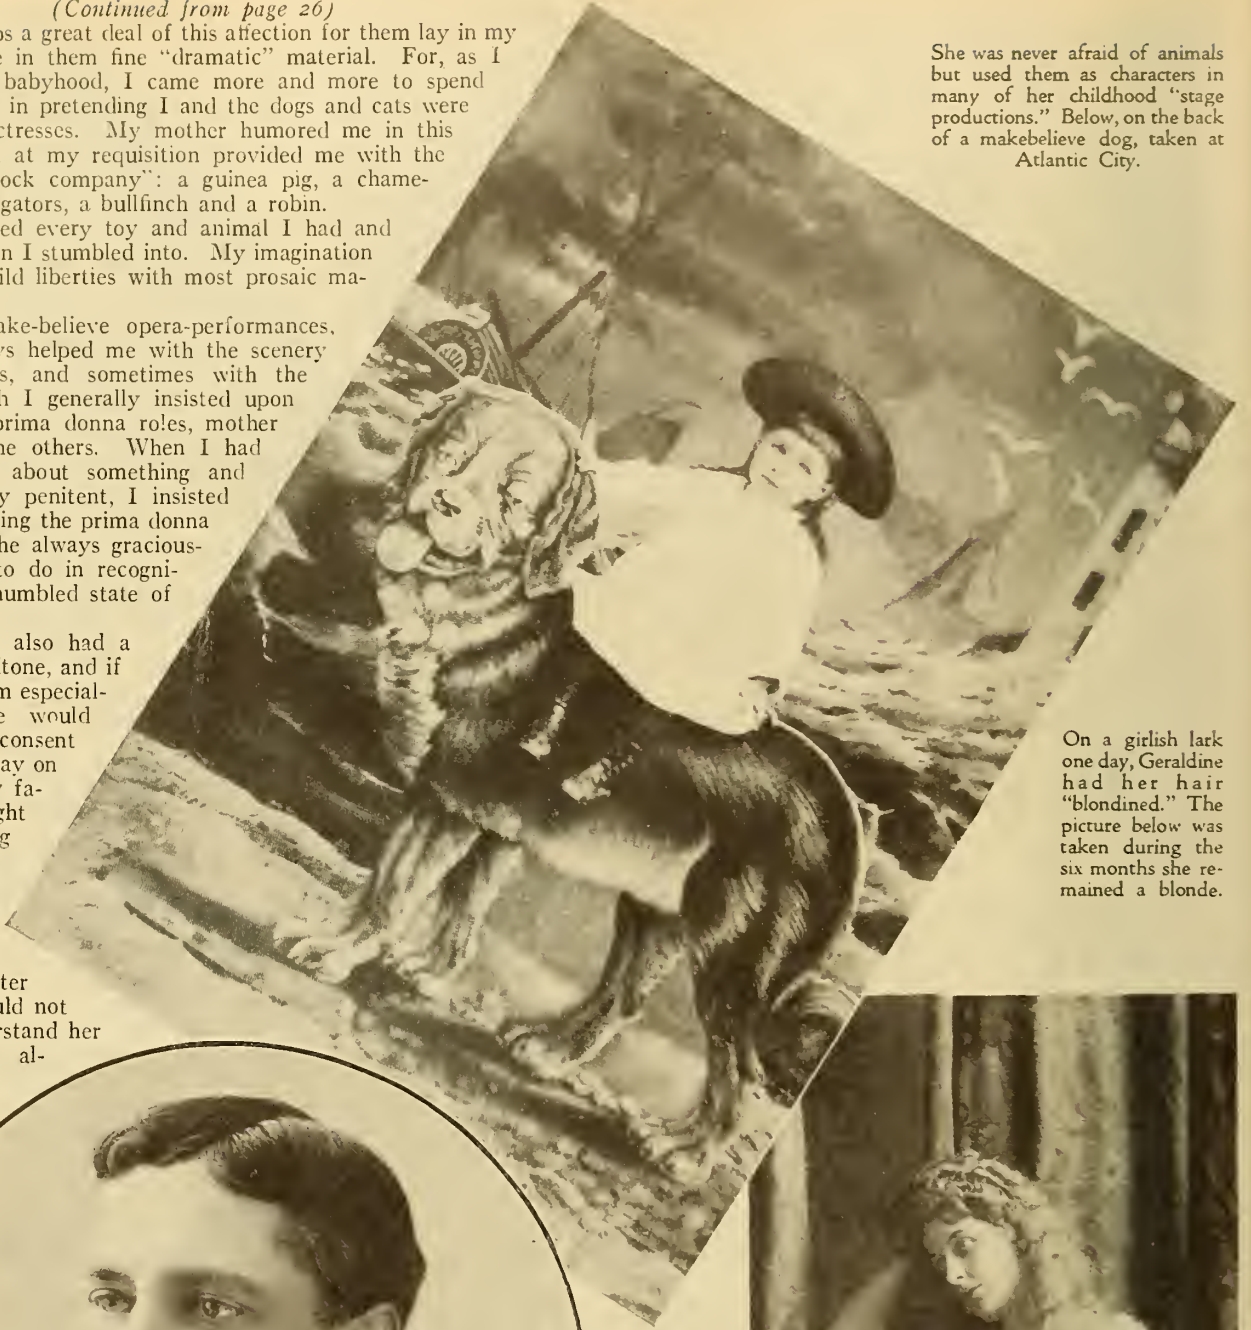 (Continued from page 26)
ps a great deal of this affection for them lay in my
e in them fine “dramatic” material. For, as I
babyhood, I came more and more to spend
in pretending I and the dogs and cats were
ctresses. My mother humored me in this
at my requisition provided me with the
ock company”: a guinea pig, a chame-
gators, a bullfinch and a robin.
ed every toy and animal I had and
n I stumbled into. My imagination
ild liberties with most prosaic ma-
ake-believe opera-performances,
ys helped me with the scenery
s, and sometimes with the
h I generally insisted upon
prima donna roles, mother
he others. When I had
about something and
y penitent, I insisted
ing the prima donna
he always gracious-
to do in recogni-
humbled state of
also had a
tone, and if
m especial-
e would
consent
ay on
fa-
ght
g
ter
uld not
rstand her
al-
She was never afraid of animals
but used them as characters in
many of her childhood “stage
productions.” Below, on the back
of a makebelieve dog, taken at
Atlantic City.
On a girlish lark
one day, Geraldine
had her hair
“blondined.” The
picture below was
taken during the
six months she re-
mained a blonde.